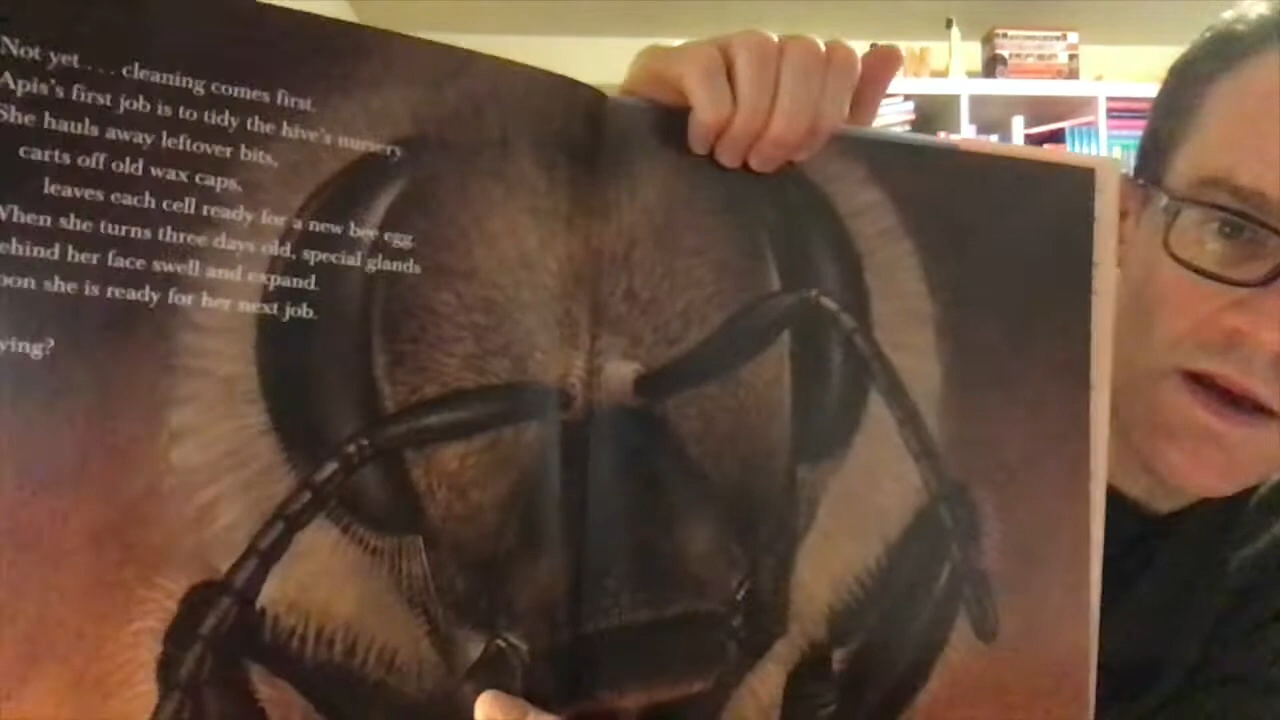 Not yet . . . cleaning comes first.
Apis's first job is to tidy the hive's nursery
She hauls away leftover bits,
carts off old wax caps,
leaves each cell ready for a new bee egg.
When she turns three days old, special glands
ehind her face swell and expand.
oon she is ready for her next job.
ying?